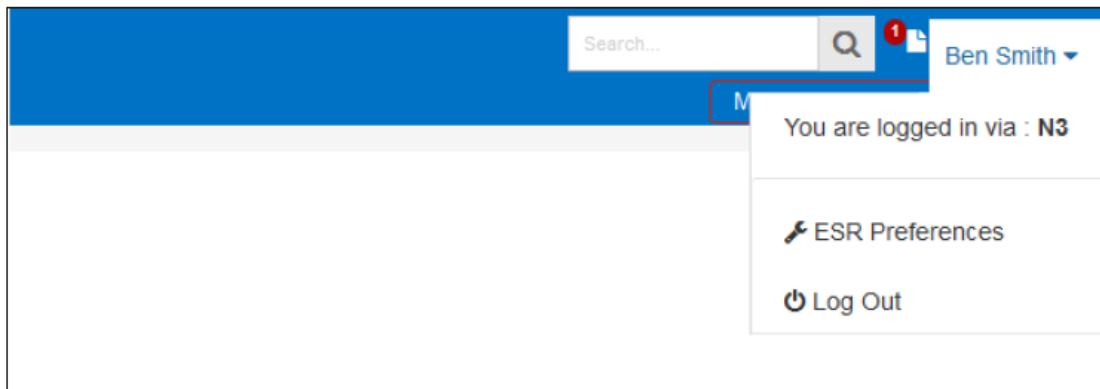 Search...
1
Ben Smith
M
You are logged in via : N3
ESR Preferences
Log Out